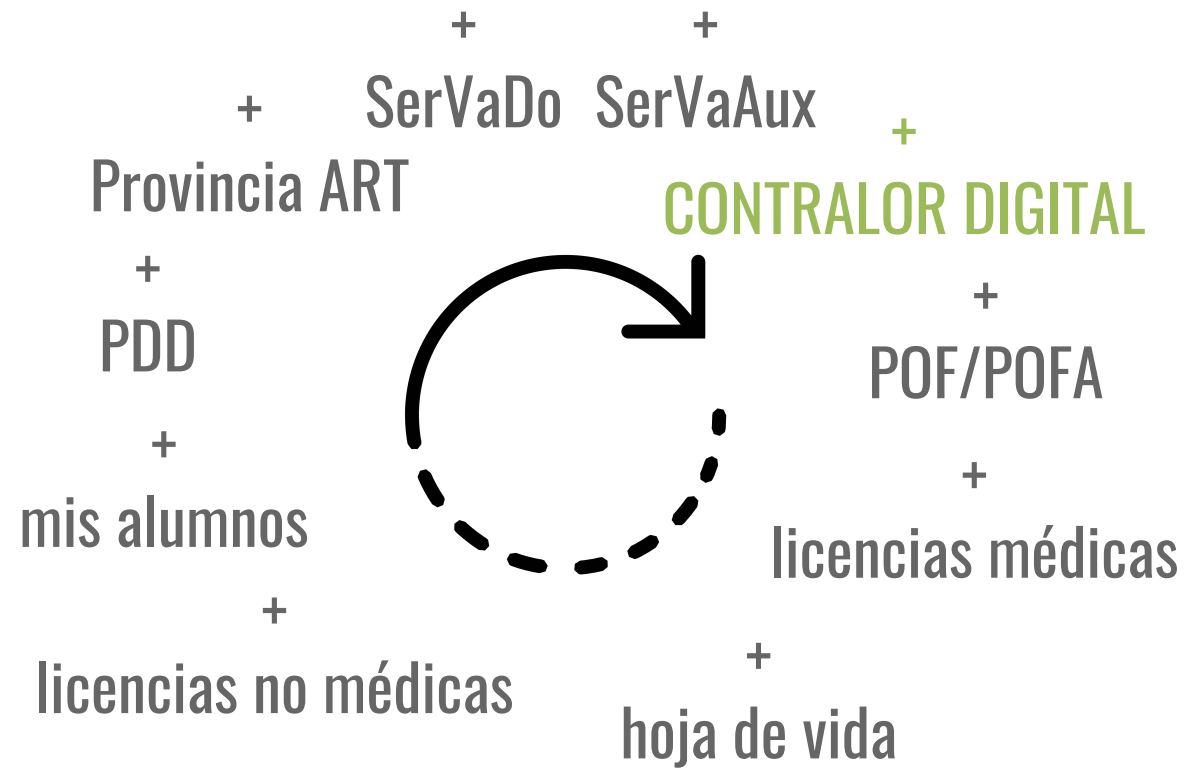 + +
SerVaDo SerVaAux
+
Provincia ART
+
CONTRALOR DIGITAL
+
PDD
+
POF/POFA
+
mis alumnos
+
licencias médicas
+
licencias no médicas
+
hoja de vida